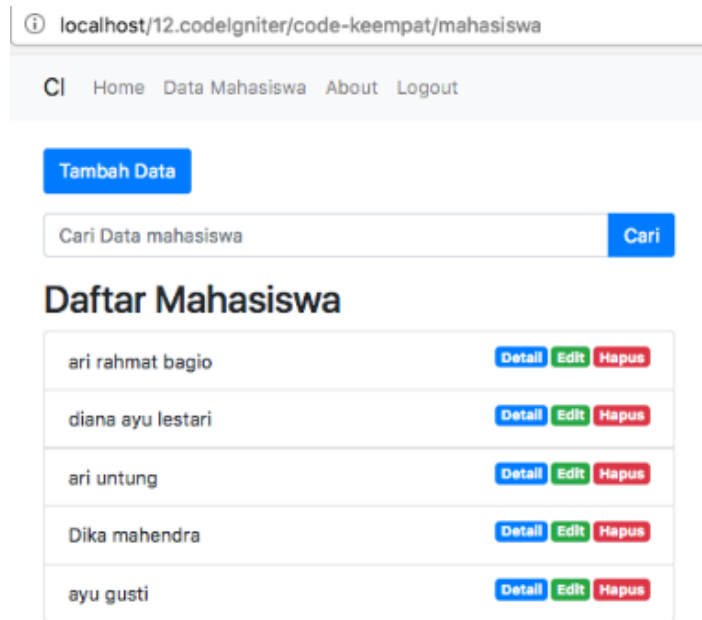 localhost/12.codeIgniter/code-keempat/mahasiswa
CI Home Data Mahasiswa About Logout
Tambah Data
Cari Data mahasiswa Cari
Daftar Mahasiswa
ari rahmat bagio Detail Edit Hapus
diana ayu lestari Detail Edit Hapus
ari untung Detail Edit Hapus
Dika mahendra Detail Edit Hapus
ayu gusti Detail Edit Hapus